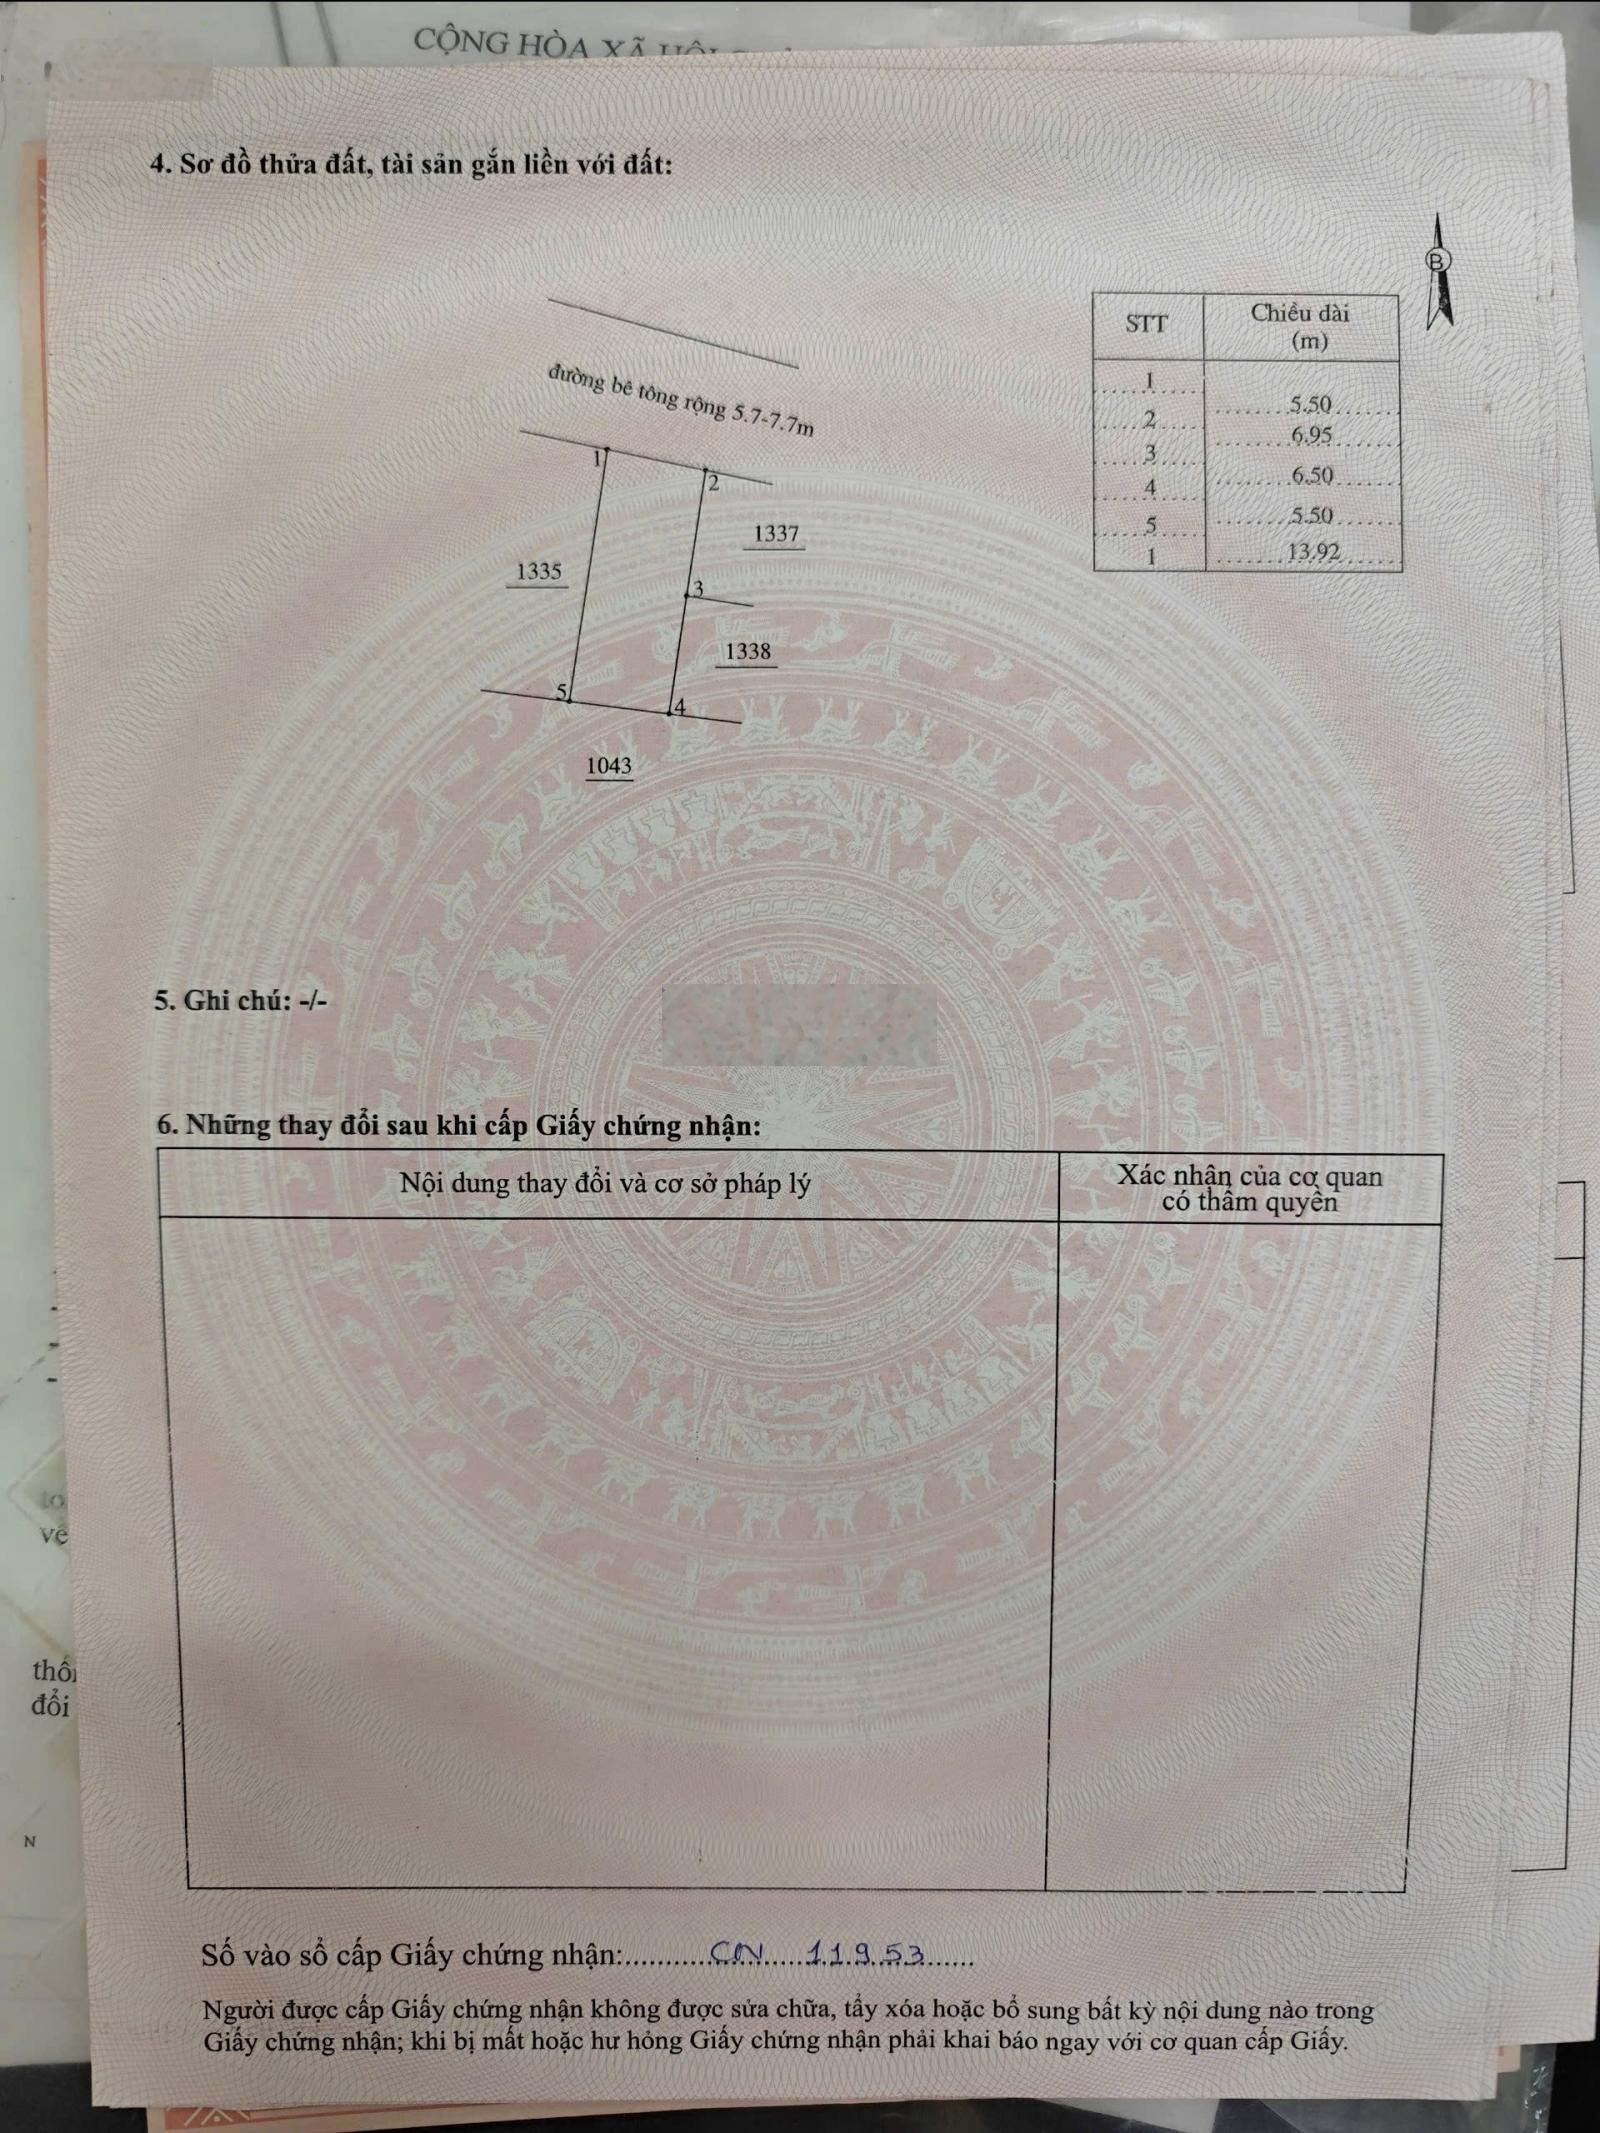 CỘNG HÒA XÃ HỘI
4. Sơ đồ thửa đất, tài sản gắn liền với đất:
B
STT Chiều dài
(m)
1
5.50
2
6.95
3
6.50
4
5.50
5
13.92
1
đường bê tông rộng 5.7-7.7m
1
2
1337
1335
3
1338
5
4
1043
5. Ghi chú: -/-
6. Những thay đổi sau khi cấp Giấy chứng nhận:
Nội dung thay đổi và cơ sở pháp lý
Xác nhận của cơ quan
có thẩm quyền
thôn
đổi
N
Số vào sổ cấp Giấy chứng nhận:..........CN.....11953......
Người được cấp Giấy chứng nhận không được sửa chữa, tẩy xóa hoặc bổ sung bất kỳ nội dung nào trong
Giấy chứng nhận; khi bị mất hoặc hư hỏng Giấy chứng nhận phải khai báo ngay với cơ quan cấp Giấy.